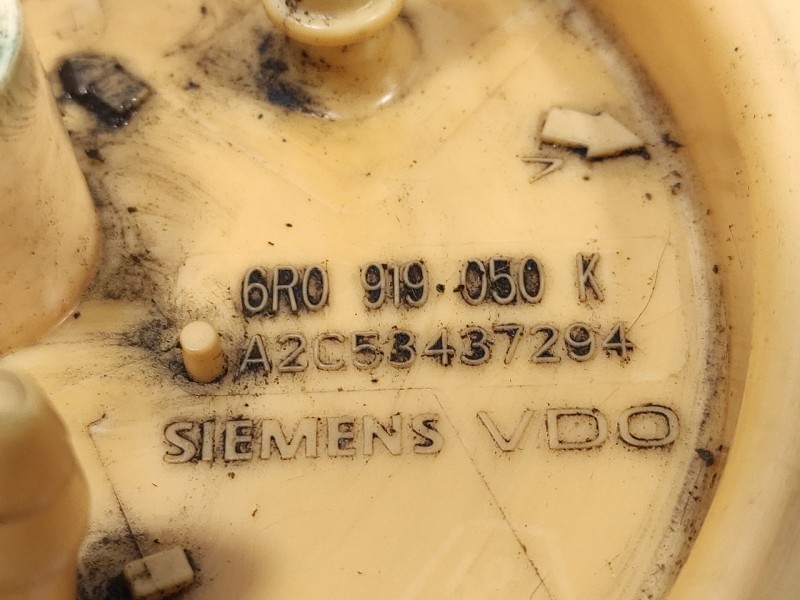 6R0 919 050 K
A2C53437294
SIEMENS VDO